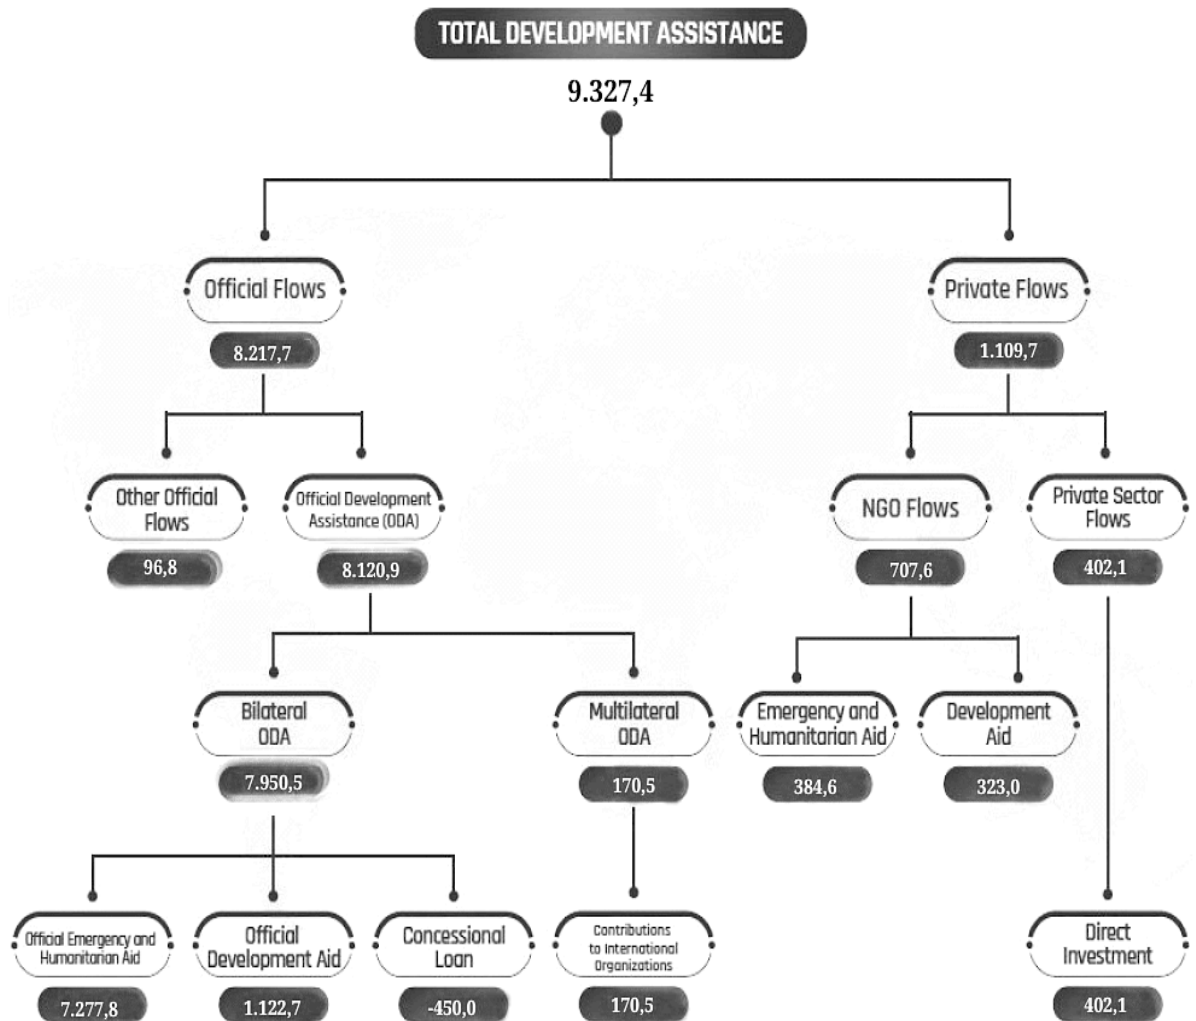 TOTAL DEVELOPMENT ASSISTANCE
9.327,4
Official Flows
8.217,7
Private Flows
1.109,7
Other Official
Flows
96,8
Official Development
Assistance (ODA)
8.120,9
NGO Flows
707,6
Private Sector
Flows
402,1
Bilateral
ODA
7.950,5
Multilateral
ODA
170,5
Emergency and
Humanitarian Aid
384,6
Development
Aid
323,0
Official Emergency and
Humanitarian Aid
7.277,8
Official
Development Aid
1.122,7
Concessional
Loan
-450,0
Contributions
to International
Organizations
170,5
Direct
Investment
402,1